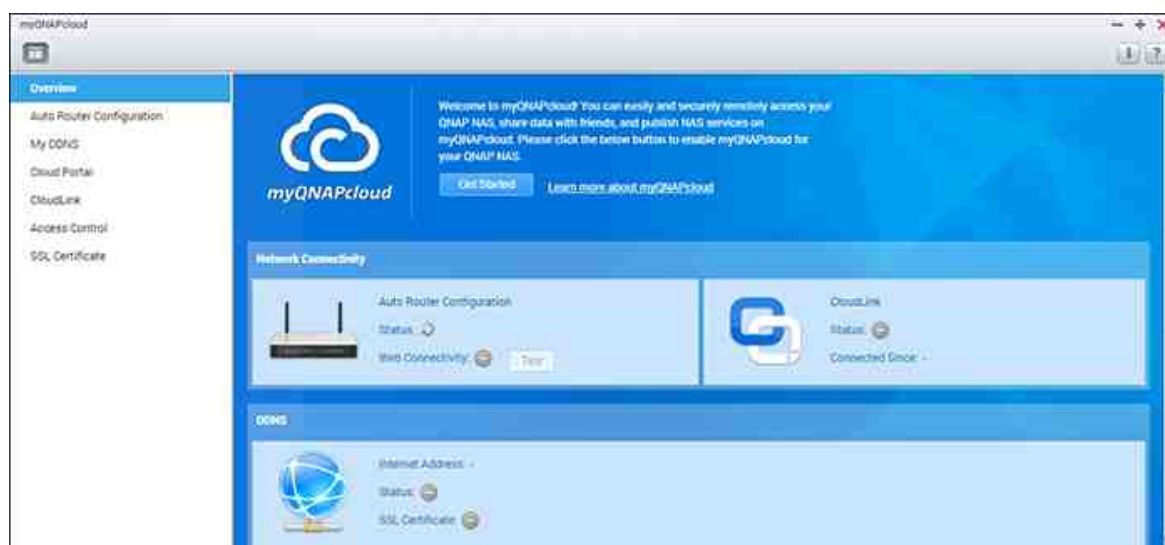 myQNAPcloud
Overview
Auto Router Configuration
My DDNS
Cloud Portal
CloudLink
Access Control
SSL Certificate
myQNAPcloud
Welcome to myQNAPcloud! You can easily and securely remotely access your
QNAP NAS, share data with friends, and publish NAS services on
myQNAPcloud. Please click the below button to enable myQNAPcloud for
your QNAP NAS.
Get Started
Learn more about myQNAPcloud
Network Connectivity
Auto Router Configuration
Status:
Web Connectivity:
Test
CloudLink
Status:
Connected Since: -
DDNS
Internet Address: -
Status:
SSL Certificate: